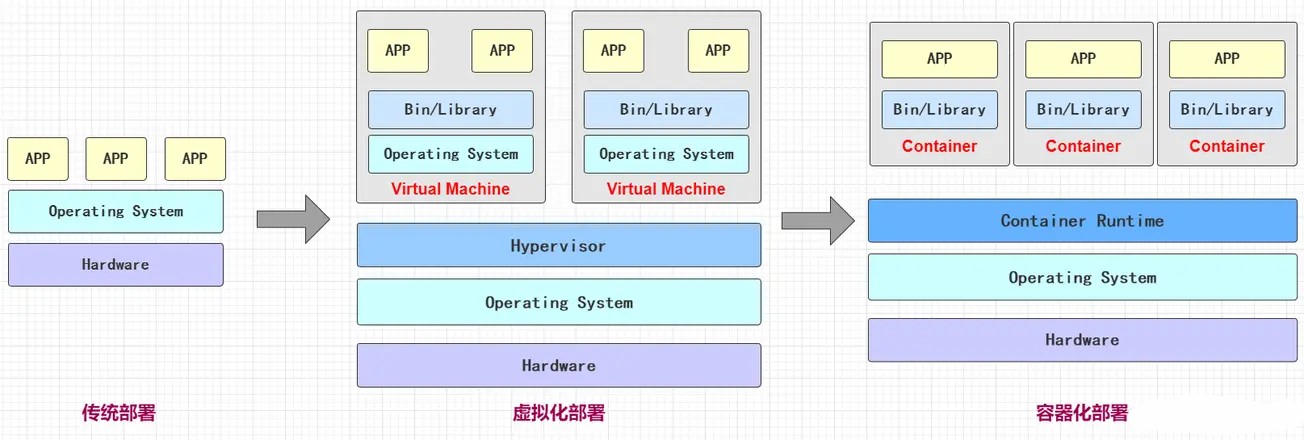 APP APP APP
Operating System
Hardware
传统部署
APP APP APP APP
Bin/Library Bin/Library
Operating System Operating System
Virtual Machine Virtual Machine
Hypervisor
Operating System
Hardware
虚拟化部署
APP APP APP
Bin/Library Bin/Library Bin/Library
Container Container Container
Container Runtime
Operating System
Hardware
容器化部署